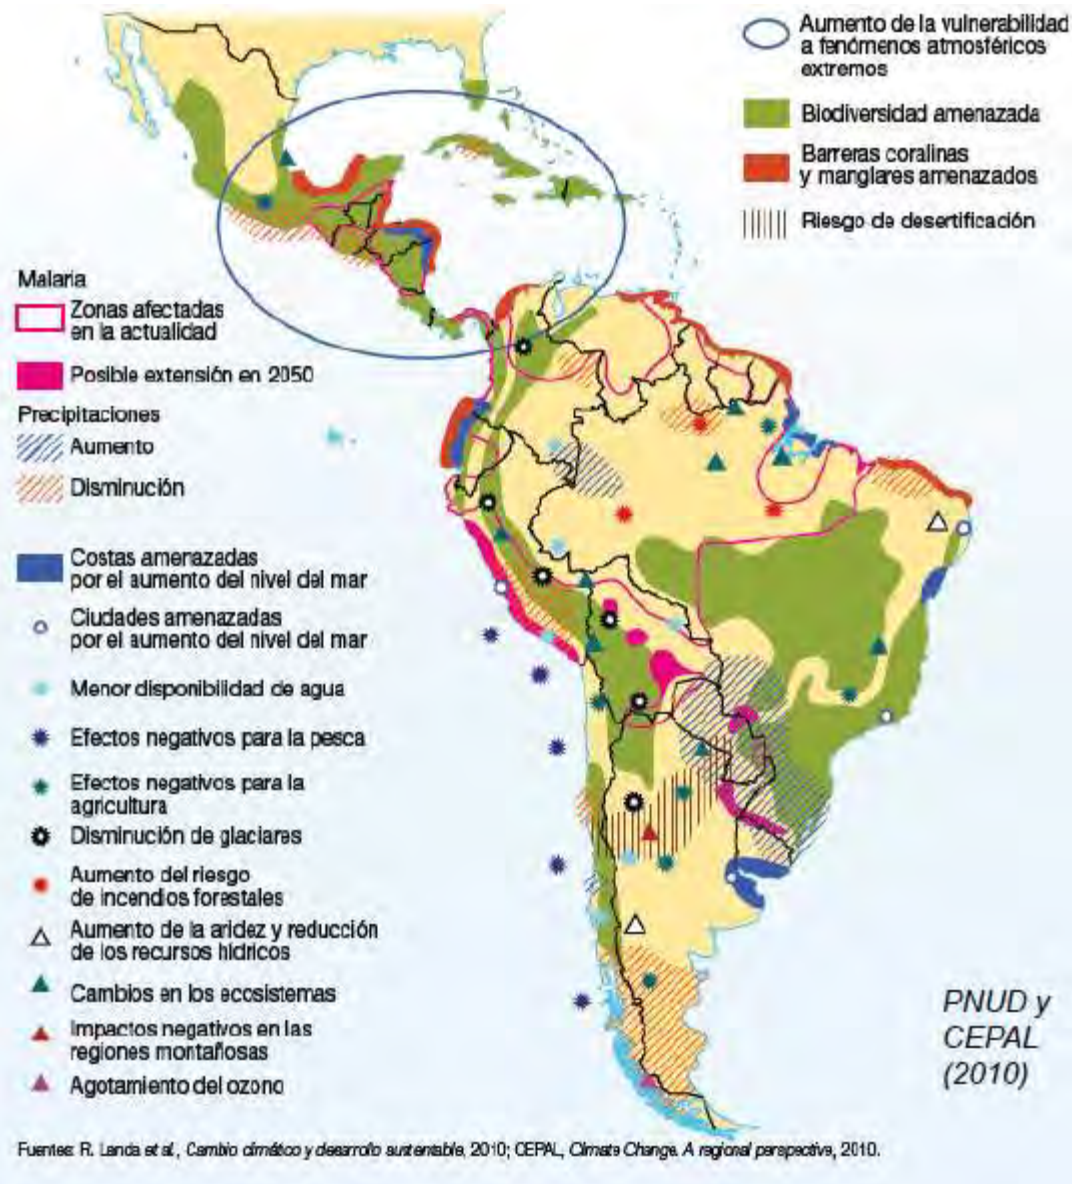 Aumento de la vulnerabilidad
a fenómenos atmosféricos
extremos
Biodiversidad amenazada
Barreras coralinas
y manglares amenazados
Riesgo de desertificación
Malaria
Zonas afectadas
en la actualidad
Posible extensión en 2050
Precipitaciones
Aumento
Disminución
Costas amenazadas
por el aumento del nivel del mar
Ciudades amenazadas
por el aumento del nivel del mar
Menor disponibilidad de agua
Efectos negativos para la pesca
Efectos negativos para la
agricultura
Disminución de glaciares
Aumento del riesgo
de incendios forestales
Aumento de la aridez y reducción
de los recursos hídricos
Cambios en los ecosistemas
Impactos negativos en las
regiones montañosas
Agotamiento del ozono
PNUD y
CEPAL
(2010)
Fuentes: R. Landa et al., Cambio climático y desarrollo sustentable, 2010; CEPAL, Climate Change. A regional perspective, 2010.